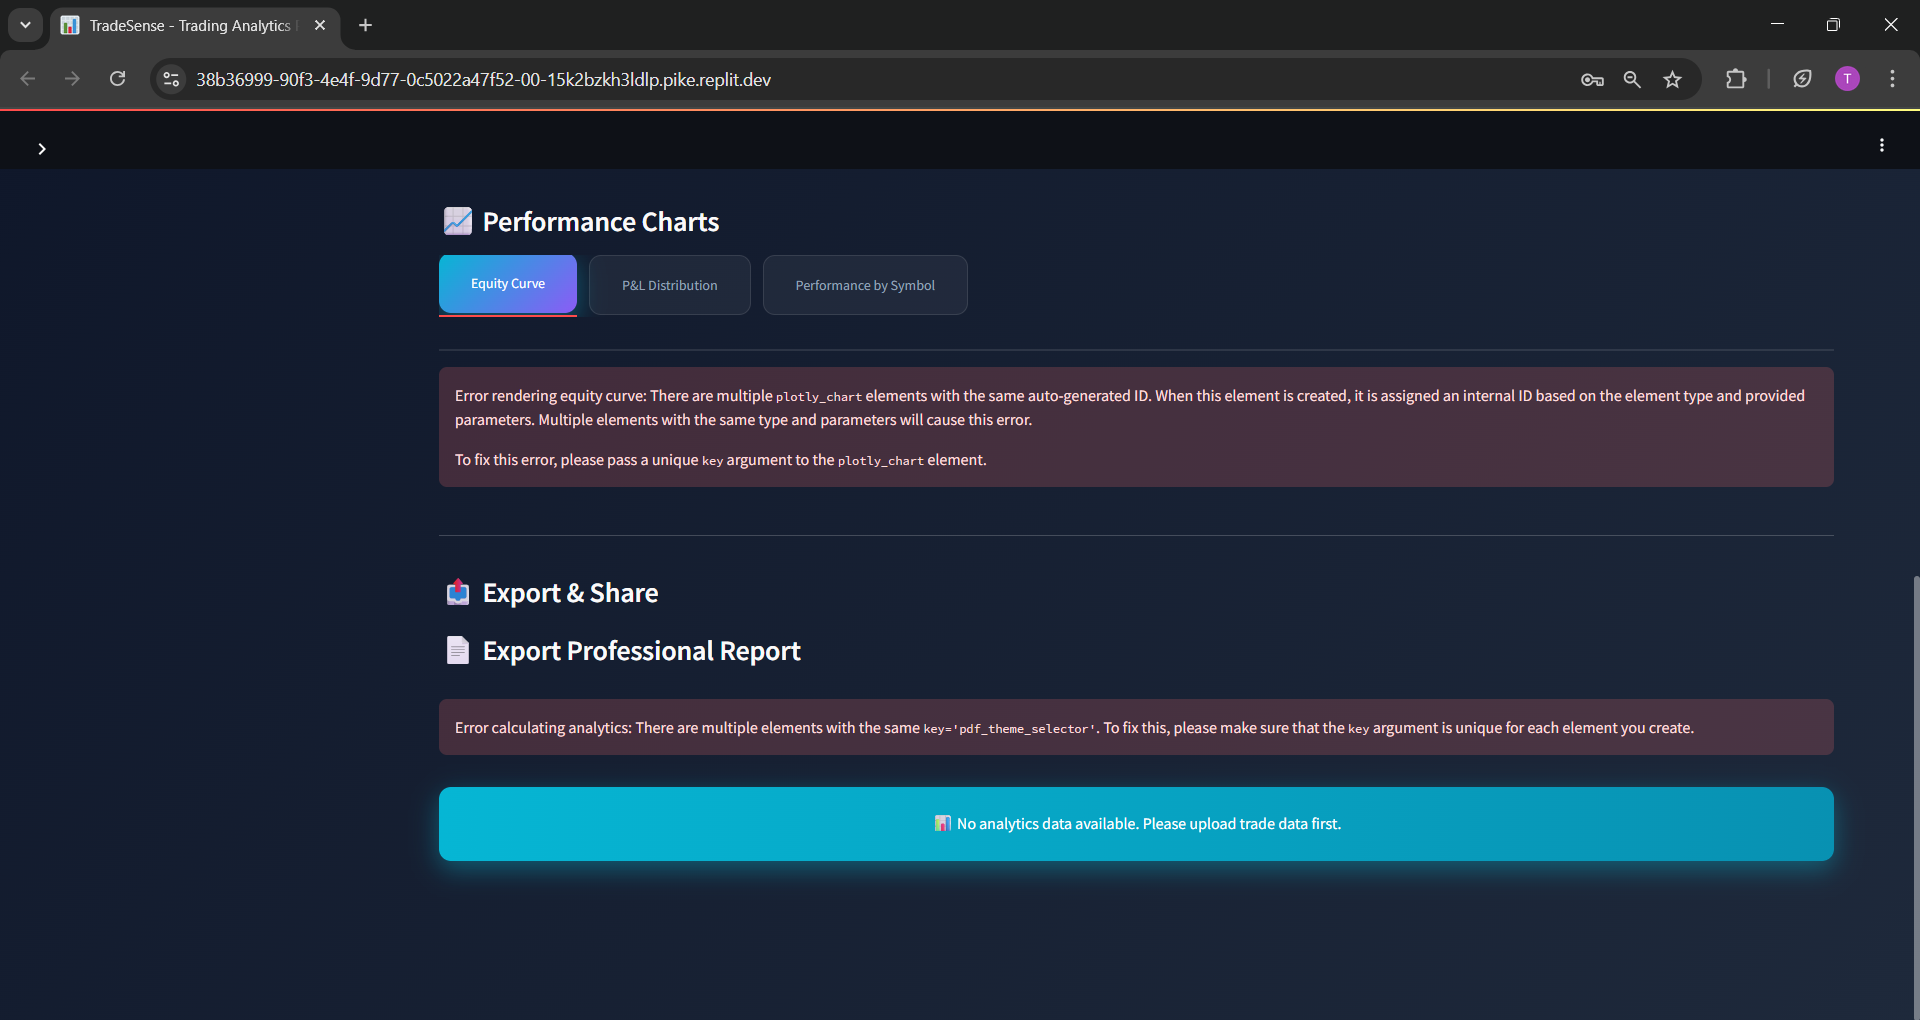 TradeSense - Trading Analytics
38b36999-90f3-4e4f-9d77-0c5022a47f52-00-15k2bzkh3ldlp.pike.replit.dev
T
📈 Performance Charts
Equity Curve
P&L Distribution
Performance by Symbol
Error rendering equity curve: There are multiple plotly_chart elements with the same auto-generated ID. When this element is created, it is assigned an internal ID based on the element type and provided
parameters. Multiple elements with the same type and parameters will cause this error.
To fix this error, please pass a unique key argument to the plotly_chart element.
📤 Export & Share
📄 Export Professional Report
Error calculating analytics: There are multiple elements with the same key='pdf_theme_selector'. To fix this, please make sure that the key argument is unique for each element you create.
📊 No analytics data available. Please upload trade data first.